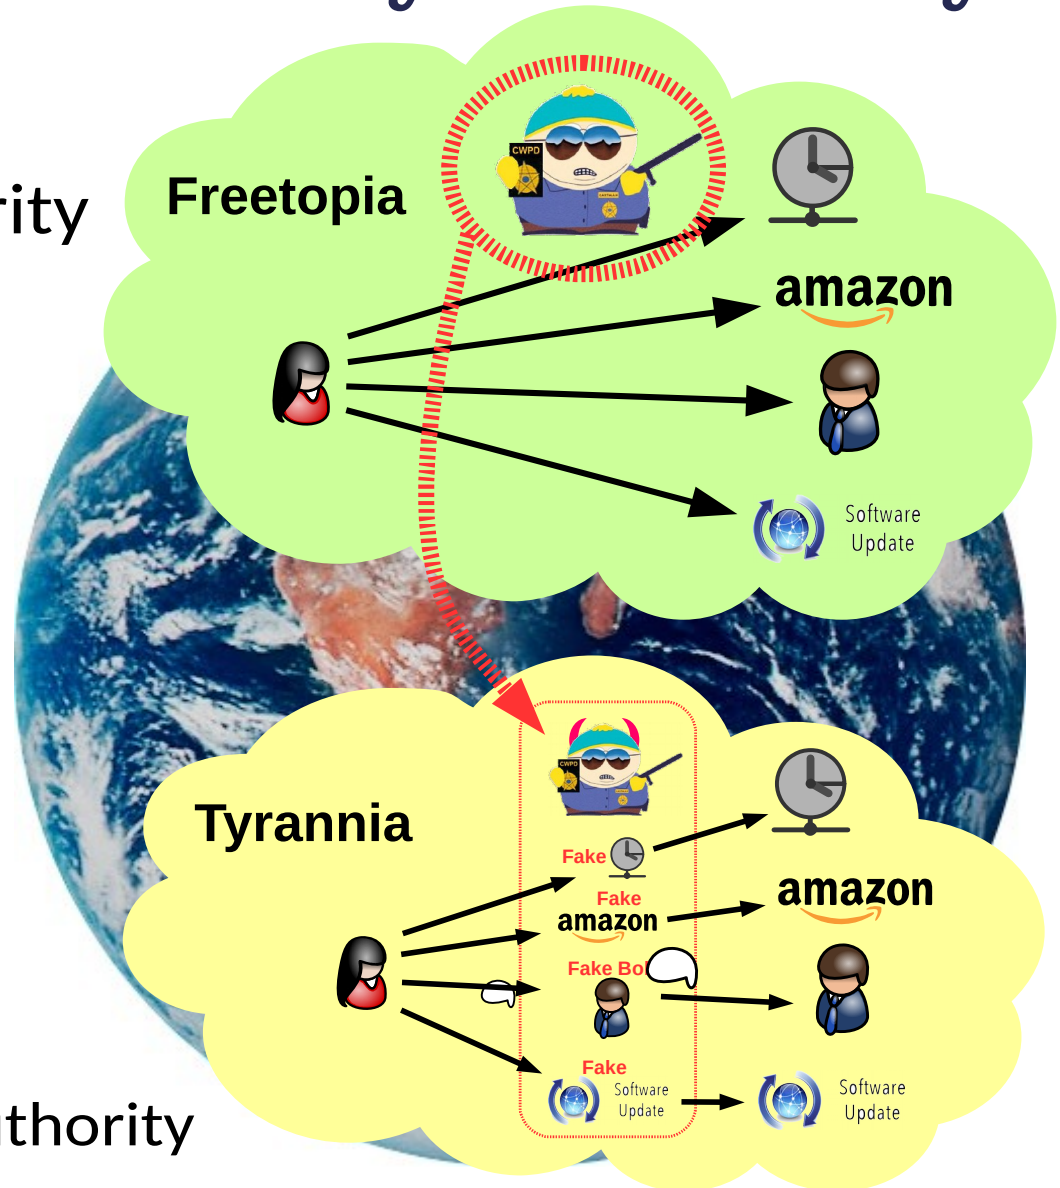 rity
Freetopia
CWPD
amazon
Software
Update
Tyrannia
CWPD
Fake
Fake
amazon
amazon
Fake Bo
Fake
Software
Update
Software
Update
uthority